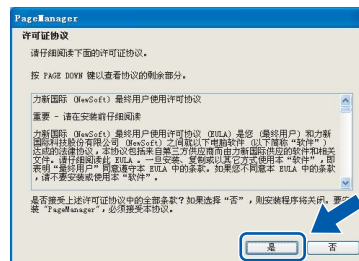 PageManager
许可证协议
请仔细阅读下面的许可证协议。
按 PAGE DOWN 键以查看协议的剩余部分。
力新国际 (NewSoft) 最终用户使用许可协议
重要 - 请在安装前仔细阅读
力新国际 (NewSoft) 最终用户使用许可协议 (EULA) 是您 (最终用户) 和力新
国际科技股份有限公司 (NewSoft) 之间就以下电脑软件 (以下简称 “软件”)
达成的法律协议，本协议包括来自第三方供应商而由力新国际供应的软件和相关
文件。请仔细阅读此 EULA 。一旦安装、复制或以其它方式使用本 “软件”，即
表明 “最终用户” 同意遵守本 EULA 中的条款。如果您不同意本 EULA 中的条款
，请不要安装或使用本 “软件”。
是否接受上述许可证协议中的全部条款? 如果选择 “否” ，则安装程序将关闭。要安
装 “PageManager”，必须接受本协议。
是
否